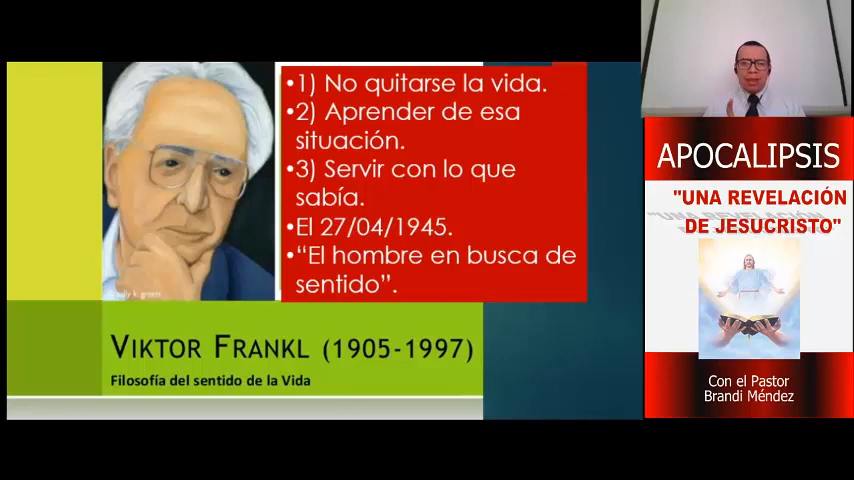 •1) No quitarse la vida.
•2) Aprender de esa
situación.
•3) Servir con lo que
sabía.
•El 27/04/1945.
•“El hombre en busca de
sentido”.
VIKTOR FRANKL (1905-1997)
Filosofía del sentido de la Vida
APOCALIPSIS
"UNA REVELACIÓN
DE JESUCRISTO"
Con el Pastor
Brandi Méndez